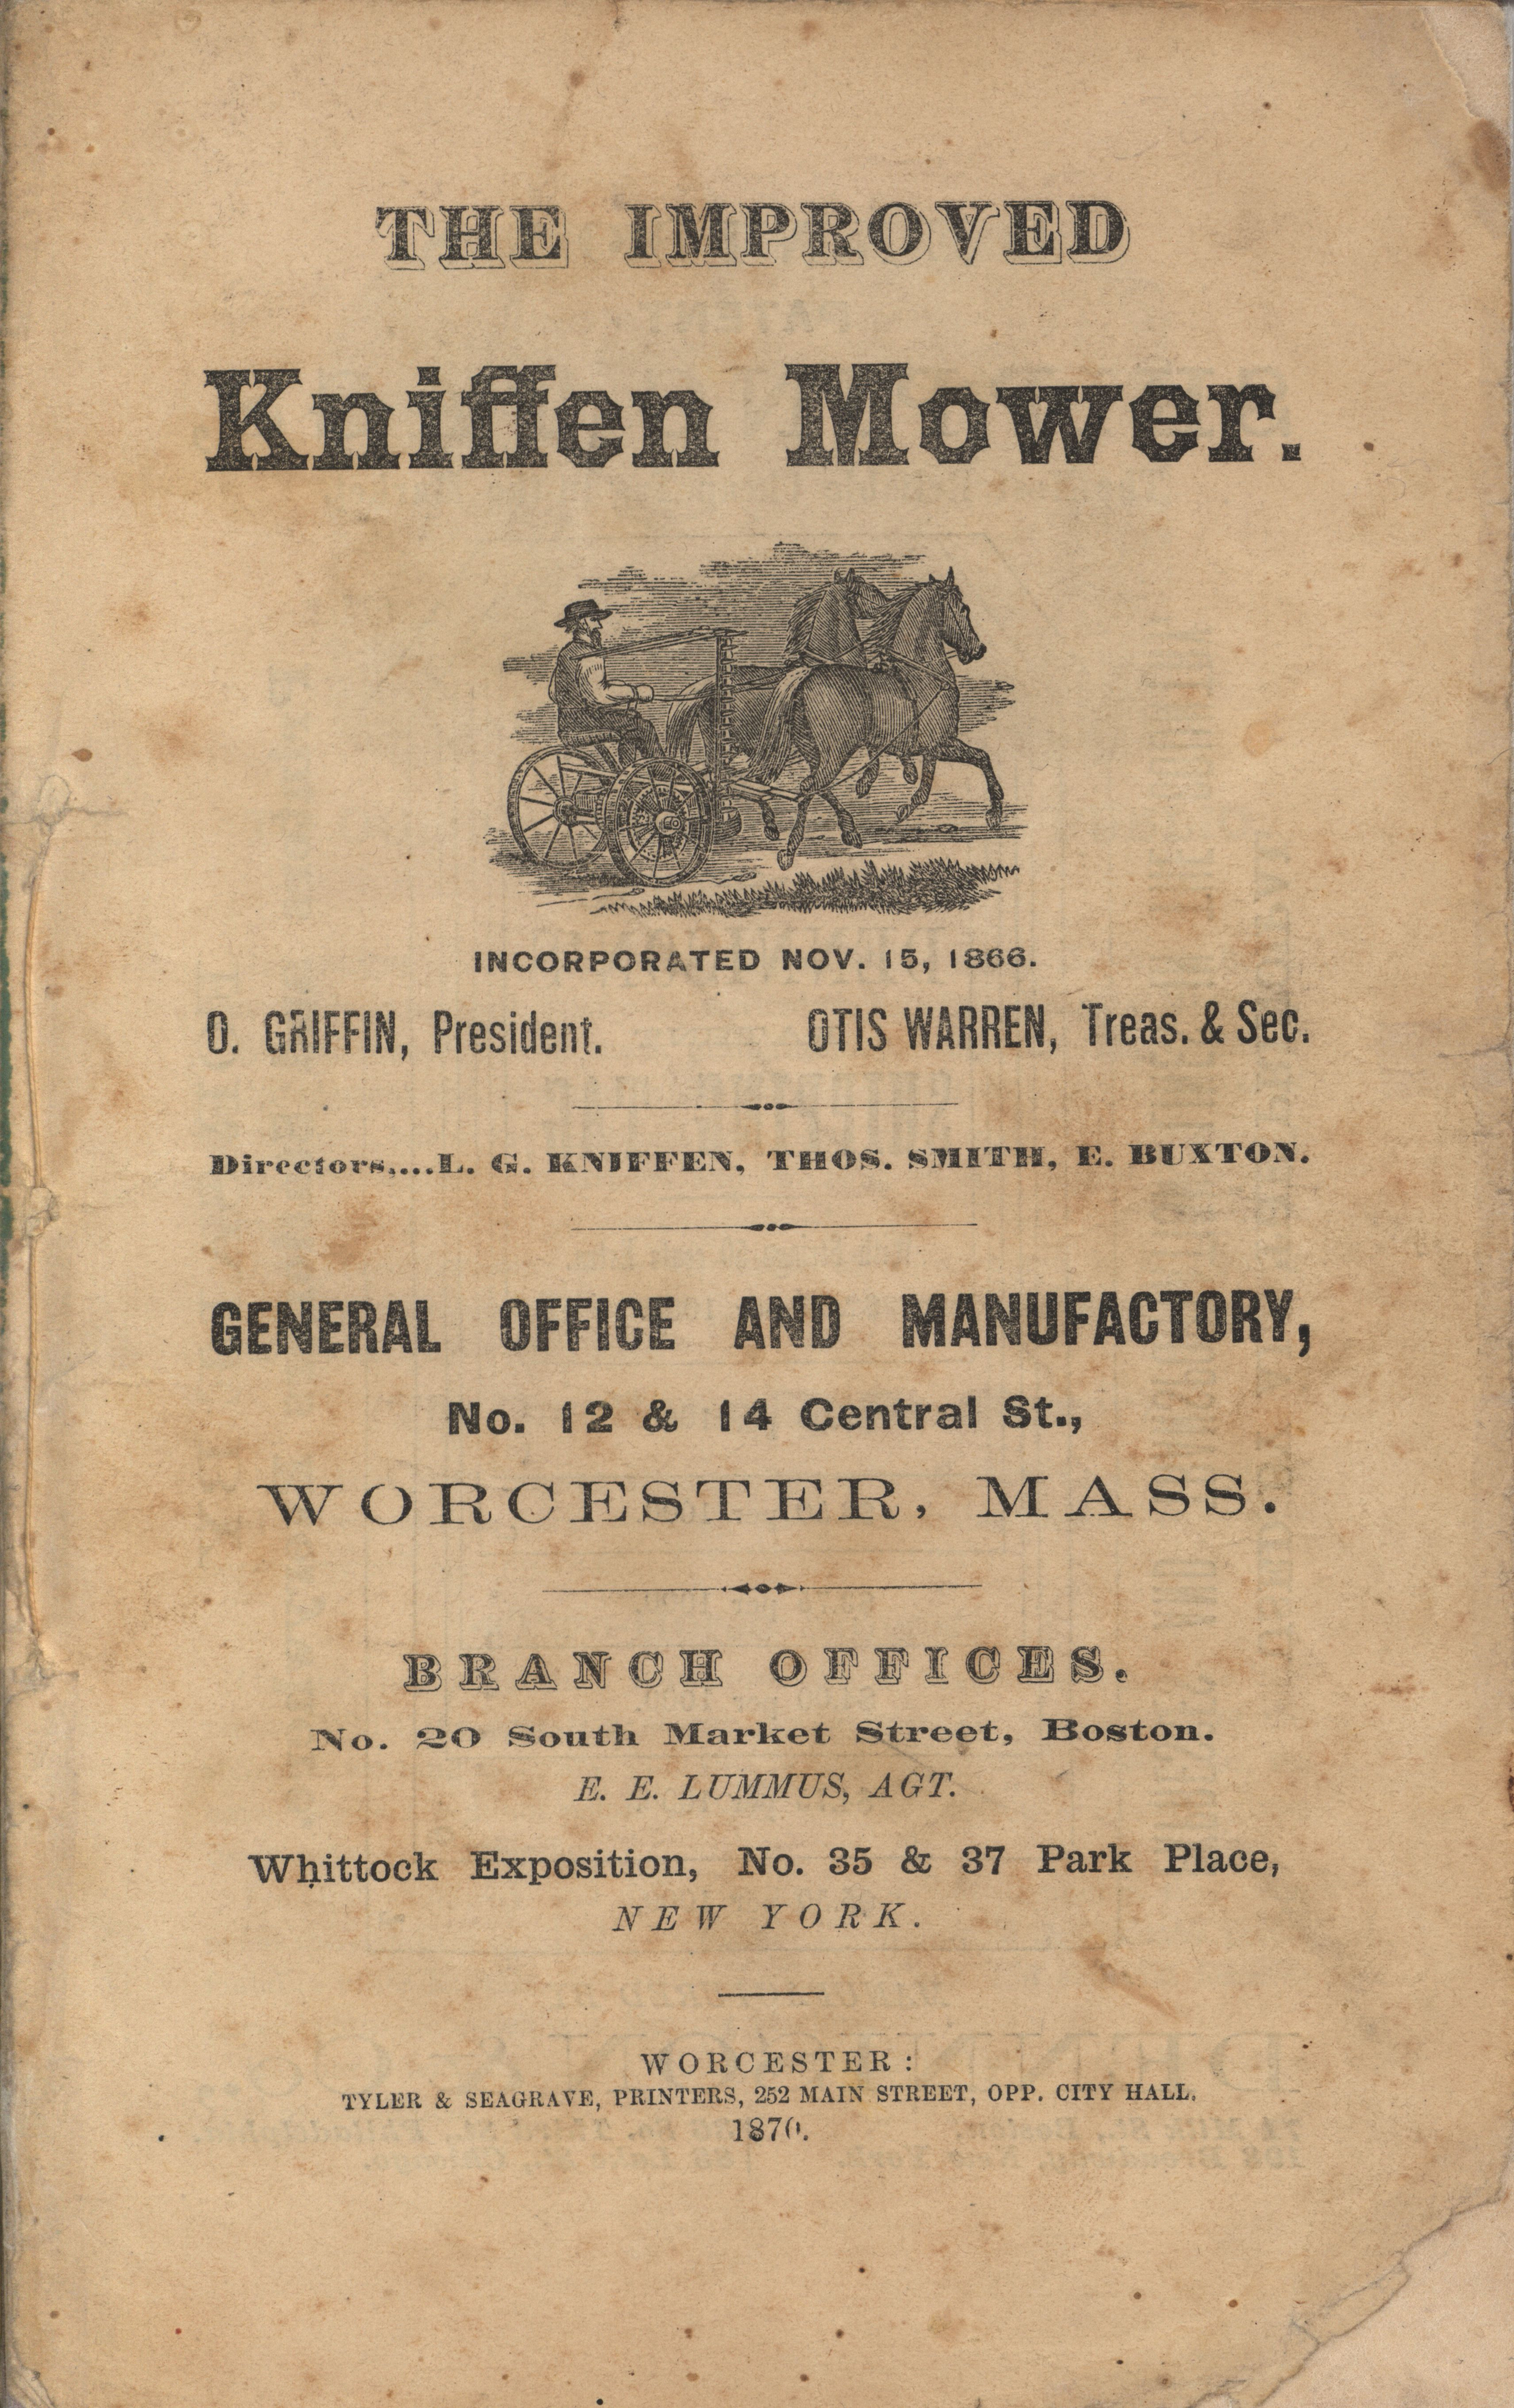 THE IMPROVED
Kniffen Mower.
INCORPORATED NOV. 15, 1866.
O. GRIFFIN, President. OTIS WARREN, Treas. & Sec.
Directors,...L. G. KNIFFEN, THOS. SMITH, E. BUXTON.
GENERAL OFFICE AND MANUFACTORY,
No. 12 & 14 Central St.,
WORCESTER, MASS.
BRANCH OFFICES.
No. 20 South Market Street, Boston.
E. E. LUMMUS, AGT.
Whittock Exposition, No. 35 & 37 Park Place,
NEW YORK.
WORCESTER:
TYLER & SEAGRAVE, PRINTERS, 252 MAIN STREET, OPP. CITY HALL.
1870.